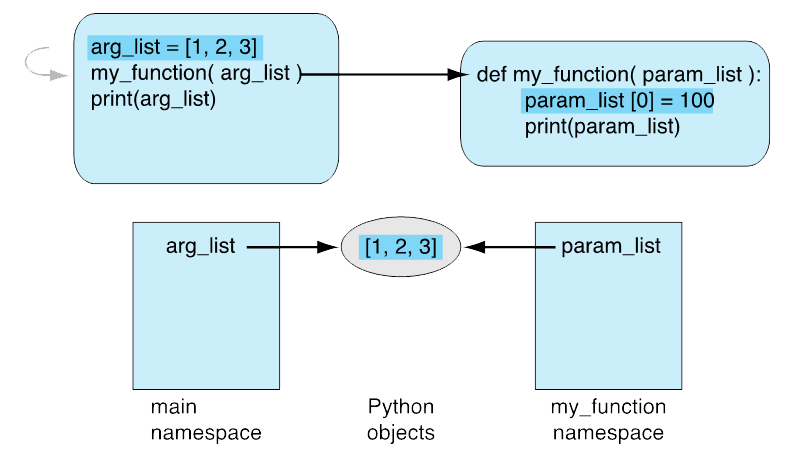 arg_list = [1, 2, 3]
my_function( arg_list )
print(arg_list)
def my_function( param_list ):
param_list [0] = 100
print(param_list)
arg_list
[1, 2, 3]
param_list
main
namespace
Python
objects
my_function
namespace